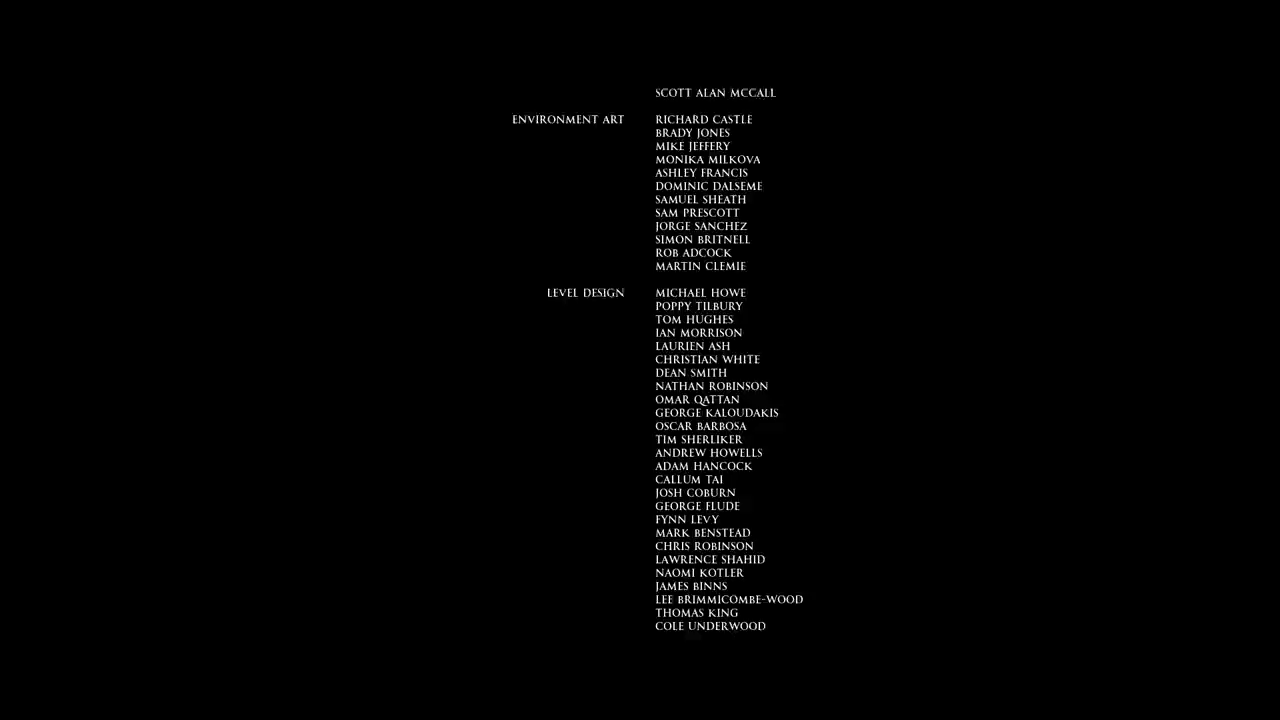 SCOTT ALAN MCCALL
ENVIRONMENT ART RICHARD CASTLE
BRADY JONES
MIKE JEFFERY
MONIKA MILKOVA
ASHLEY FRANCIS
DOMINIC DALSEME
SAMUEL SHEATH
SAM PRESCOTT
JORGE SANCHEZ
SIMON BRITNELL
ROB ADCOCK
MARTIN CLEMIE
LEVEL DESIGN MICHAEL HOWE
POPPY TILBURY
TOM HUGHES
IAN MORRISON
LAURIEN ASH
CHRISTIAN WHITE
DEAN SMITH
NATHAN ROBINSON
OMAR QATTAN
GEORGE KALOUDAKIS
OSCAR BARBOSA
TIM SHERLIKER
ANDREW HOWELLS
ADAM HANCOCK
CALLUM TAI
JOSH COBURN
GEORGE FLUDE
FYNN LEVY
MARK BENSTEAD
CHRIS ROBINSON
LAWRENCE SHAHID
NAOMI KOTLER
JAMES BINNS
LEE BRIMMICOMBE-WOOD
THOMAS KING
COLE UNDERWOOD